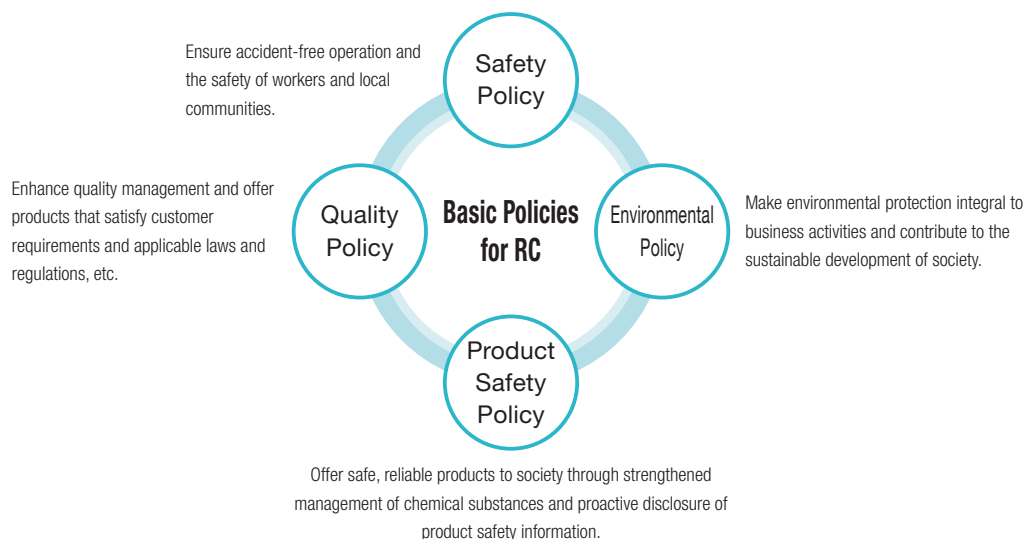 Ensure accident-free operation and
the safety of workers and local
communities.
Safety
Policy
Enhance quality management and offer
products that satisfy customer
requirements and applicable laws and
regulations, etc.
Quality
Policy
Basic Policies
for RC
Environmental
Policy
Make environmental protection integral to
business activities and contribute to the
sustainable development of society.
Product
Safety
Policy
Offer safe, reliable products to society through strengthened
management of chemical substances and proactive disclosure of
product safety information.